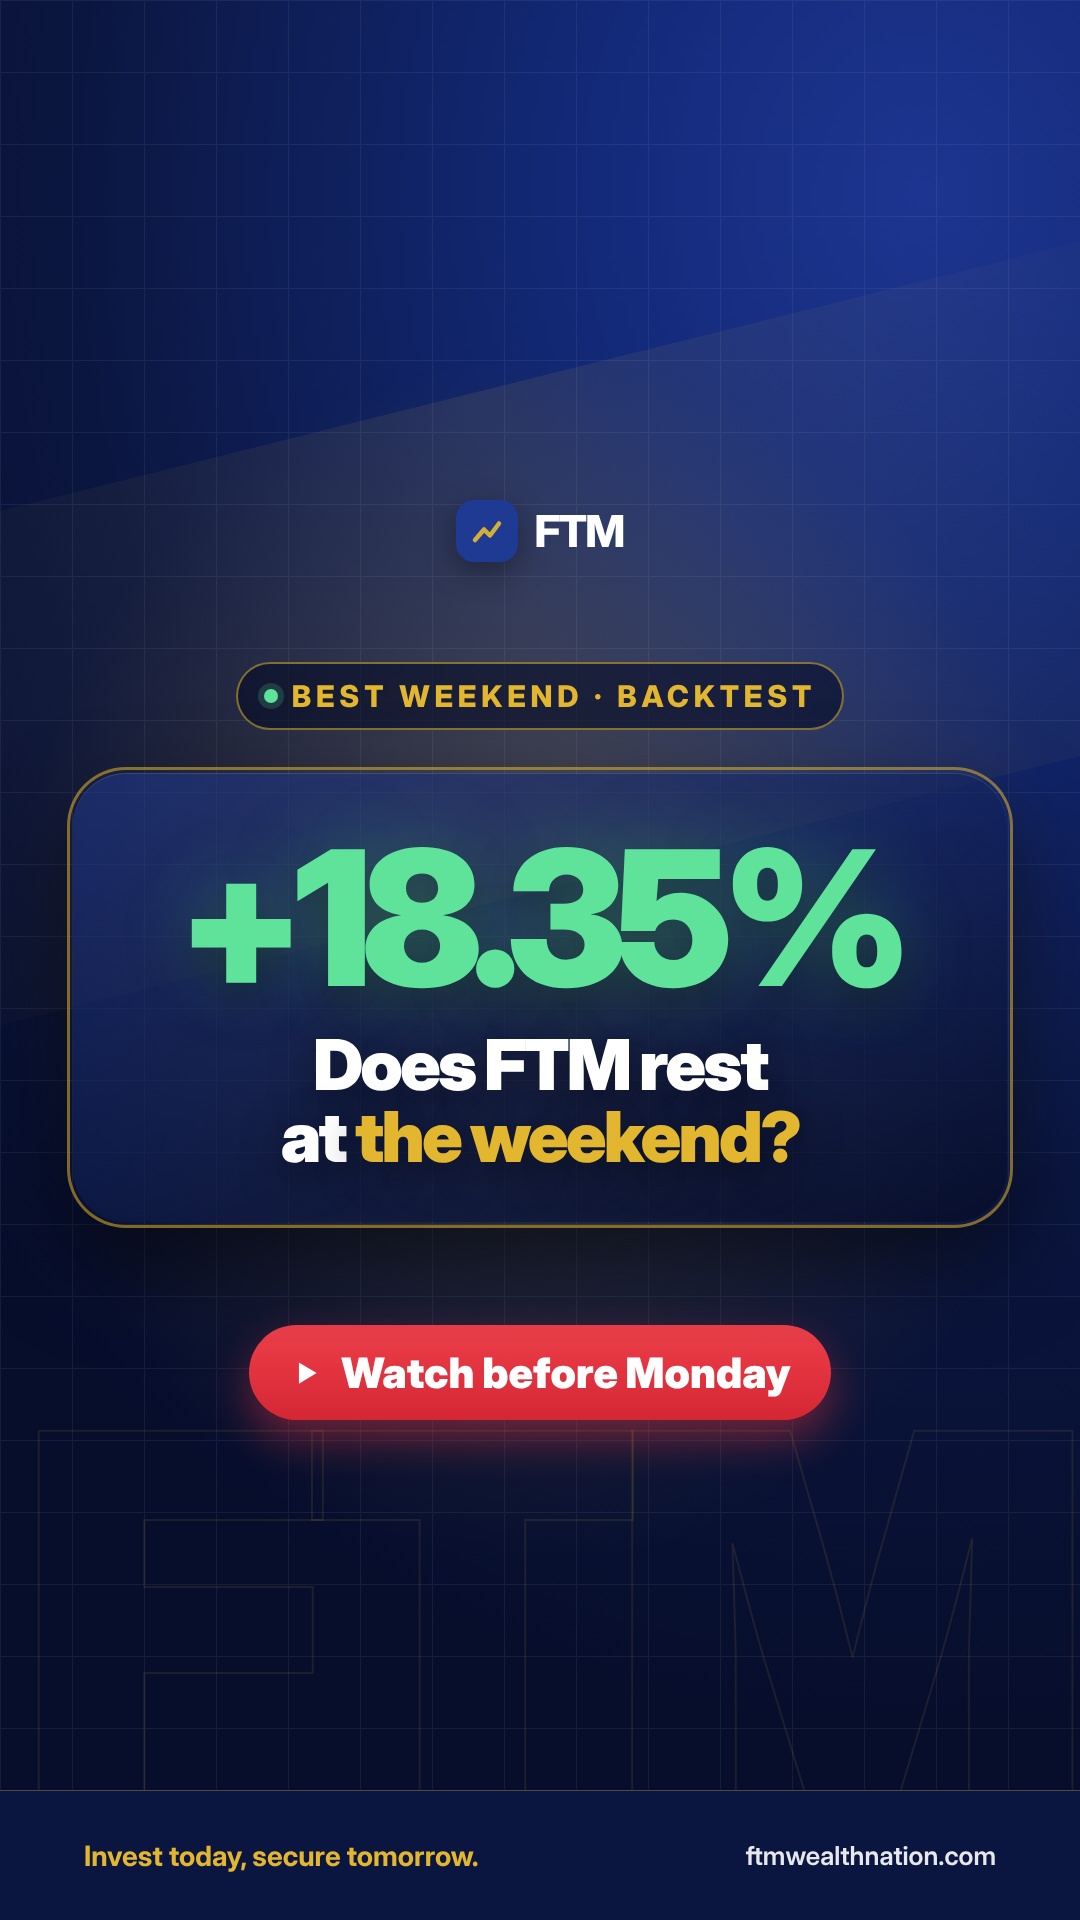 FTM
BEST WEEKEND · BACKTEST
+18.35%
Does FTM rest
at the weekend?
▶ Watch before Monday
FTM
Invest today, secure tomorrow.
ftmwealthnation.com